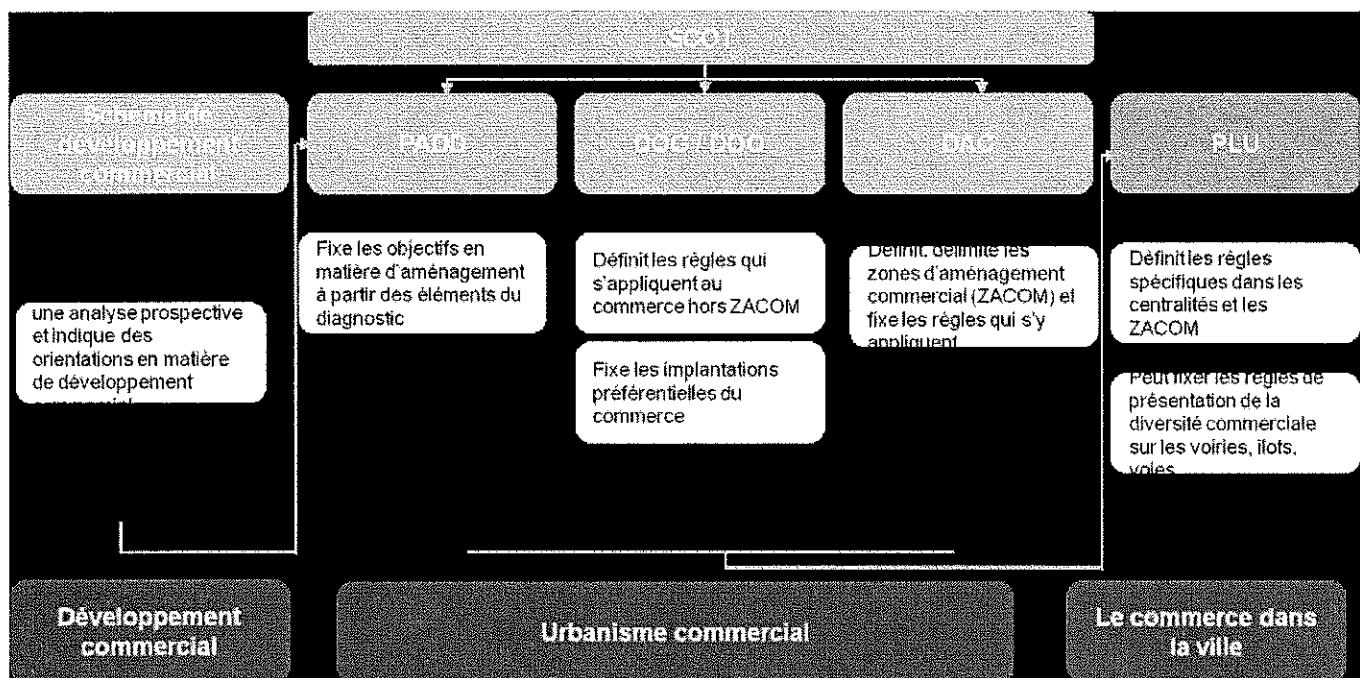 SCOT
Schéma de
développement
commercial
PADD
DOG / DOO
DAC
PLU
une analyse prospective
et indique des
orientations en matière
de développement
Fixe les objectifs en
matière d'aménagement
à partir des éléments du
diagnostic
Définit les règles qui
s'appliquent au
commerce hors ZACOM
Fixe les implantations
préférentielles du
commerce
Définit, délimite les
zones d'aménagement
commercial (ZACOM) et
fixe les règles qui s'y
appliquent
Définit les règles
spécifiques dans les
centralités et les
ZACOM
Peut fixer les règles de
présentation de la
diversité commerciale
sur les voiries, îlots,
voies
Développement
commercial
Urbanisme commercial
Le commerce dans
la ville